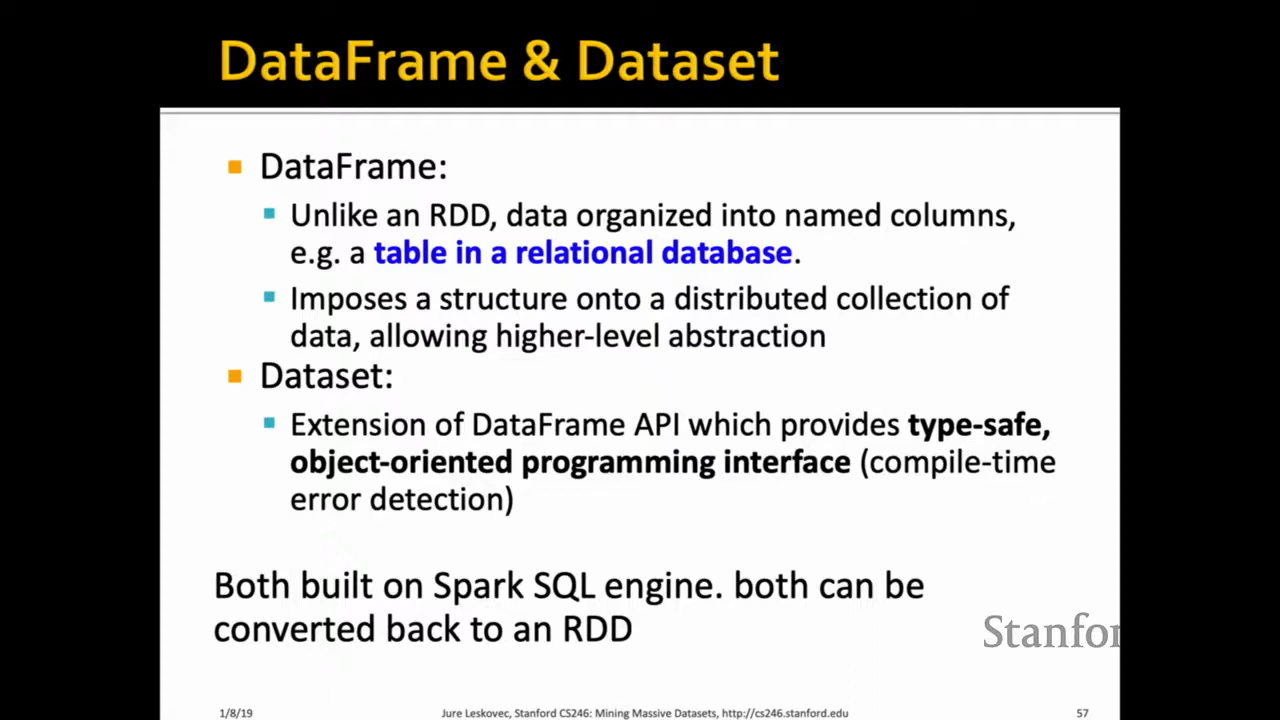 DataFrame & Dataset
DataFrame:
Unlike an RDD, data organized into named columns,
e.g. a table in a relational database.
Imposes a structure onto a distributed collection of
data, allowing higher-level abstraction
Dataset:
Extension of DataFrame API which provides type-safe,
object-oriented programming interface (compile-time
error detection)
Both built on Spark SQL engine. both can be
converted back to an RDD
Stanfor
1/8/19
Jure Leskovec, Stanford CS246: Mining Massive Datasets, http://cs246.stanford.edu
57